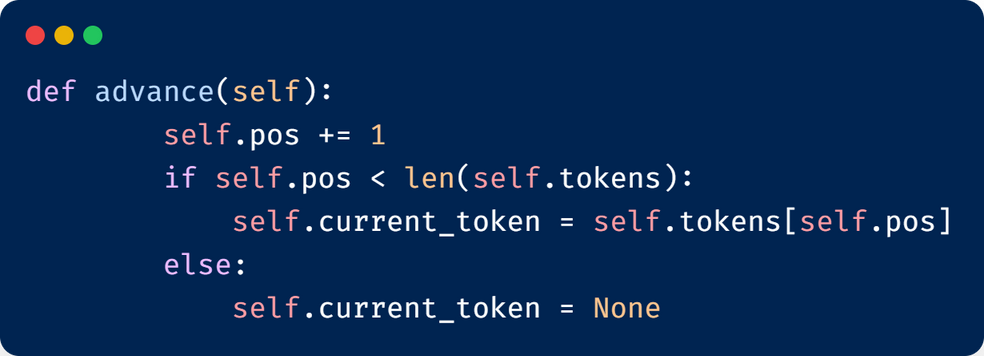 def advance(self):
        self.pos += 1
        if self.pos < len(self.tokens):
            self.current_token = self.tokens[self.pos]
        else:
            self.current_token = None